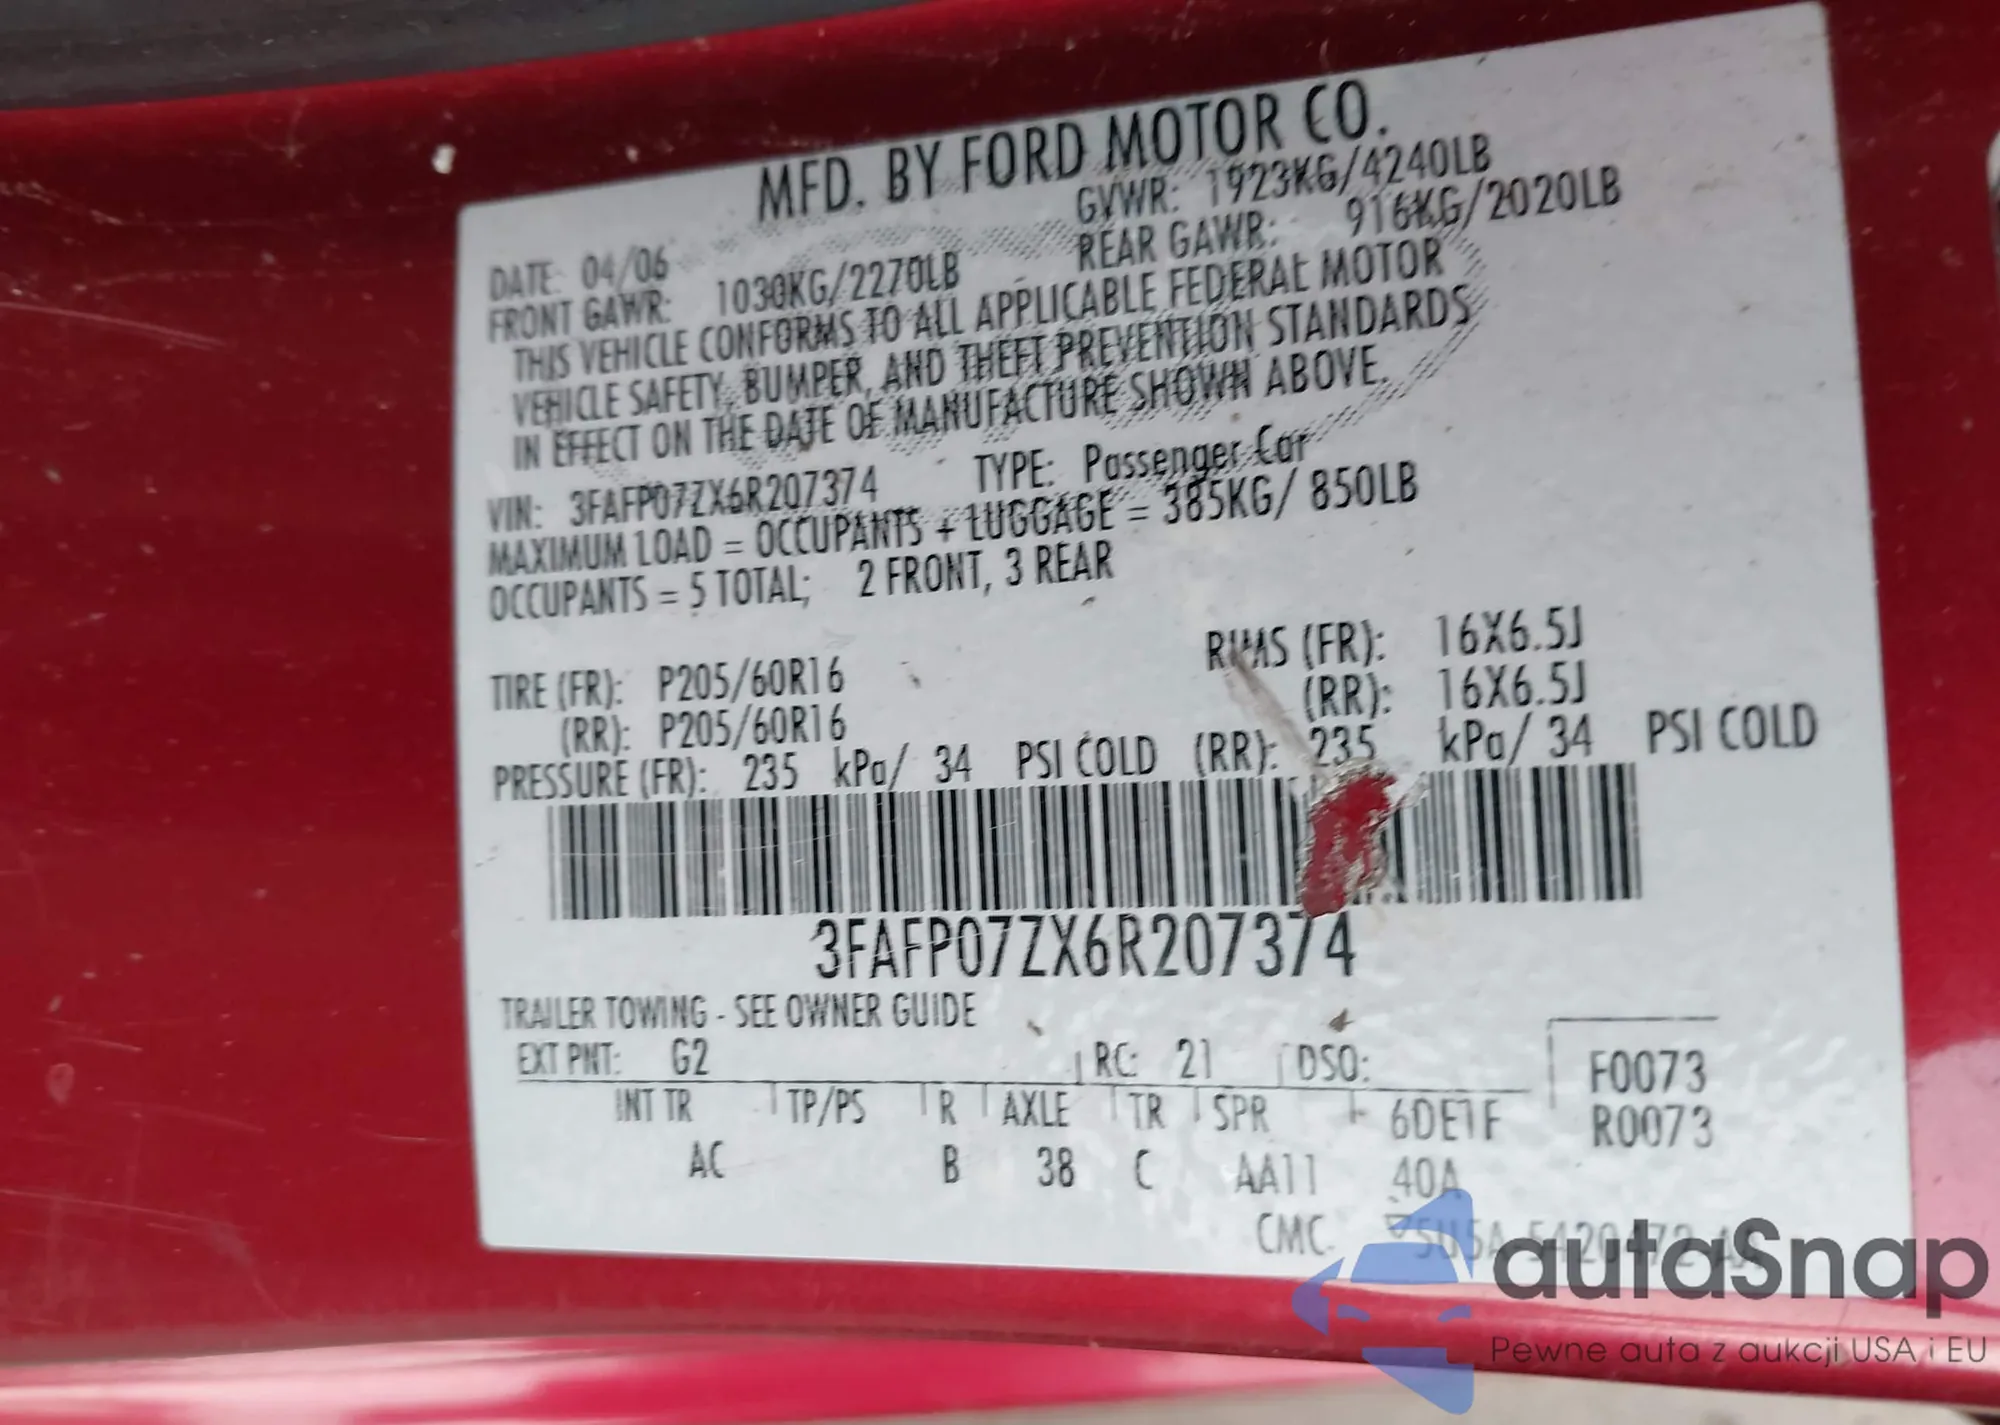 MFD. BY FORD MOTOR CO.
DATE: 04/06 GVWR: 1923KG/4240LB
FRONT GAWR: 1030KG/2270LB REAR GAWR: 916KG/2020LB
THIS VEHICLE CONFORMS TO ALL APPLICABLE FEDERAL MOTOR
VEHICLE SAFETY, BUMPER, AND THEFT PREVENTION STANDARDS
IN EFFECT ON THE DATE OF MANUFACTURE SHOWN ABOVE.
VIN: 3FAFP07ZX6R207374 TYPE: Passenger Car
MAXIMUM LOAD = OCCUPANTS + LUGGAGE = 385KG/ 850LB
OCCUPANTS = 5 TOTAL; 2 FRONT, 3 REAR
TIRE (FR): P205/60R16 RIMS (FR): 16X6.5J
(RR): P205/60R16 (RR): 16X6.5J
PRESSURE (FR): 235 kPa/ 34 PSI COLD (RR): 235 kPa/ 34 PSI COLD
3FAFP07ZX6R207374
TRAILER TOWING - SEE OWNER GUIDE
EXT PNT: G2 RC: 21 DSO: F0073
INT TR TP/PS R AXLE TR SPR 6DE1F R0073
AC B 38 C AA11 40A
CMC
autaSnap
Pewne auta z aukcji USA i EU